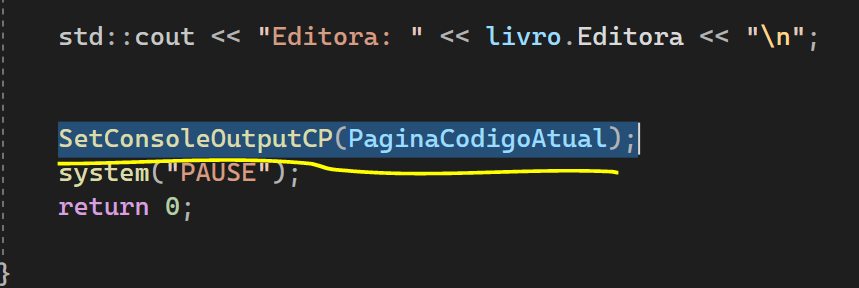 std::cout << "Editora: " << livro.Editora << "\n";
SetConsoleOutputCP(PaginaCodigoAtual);
system("PAUSE");
return 0;
}